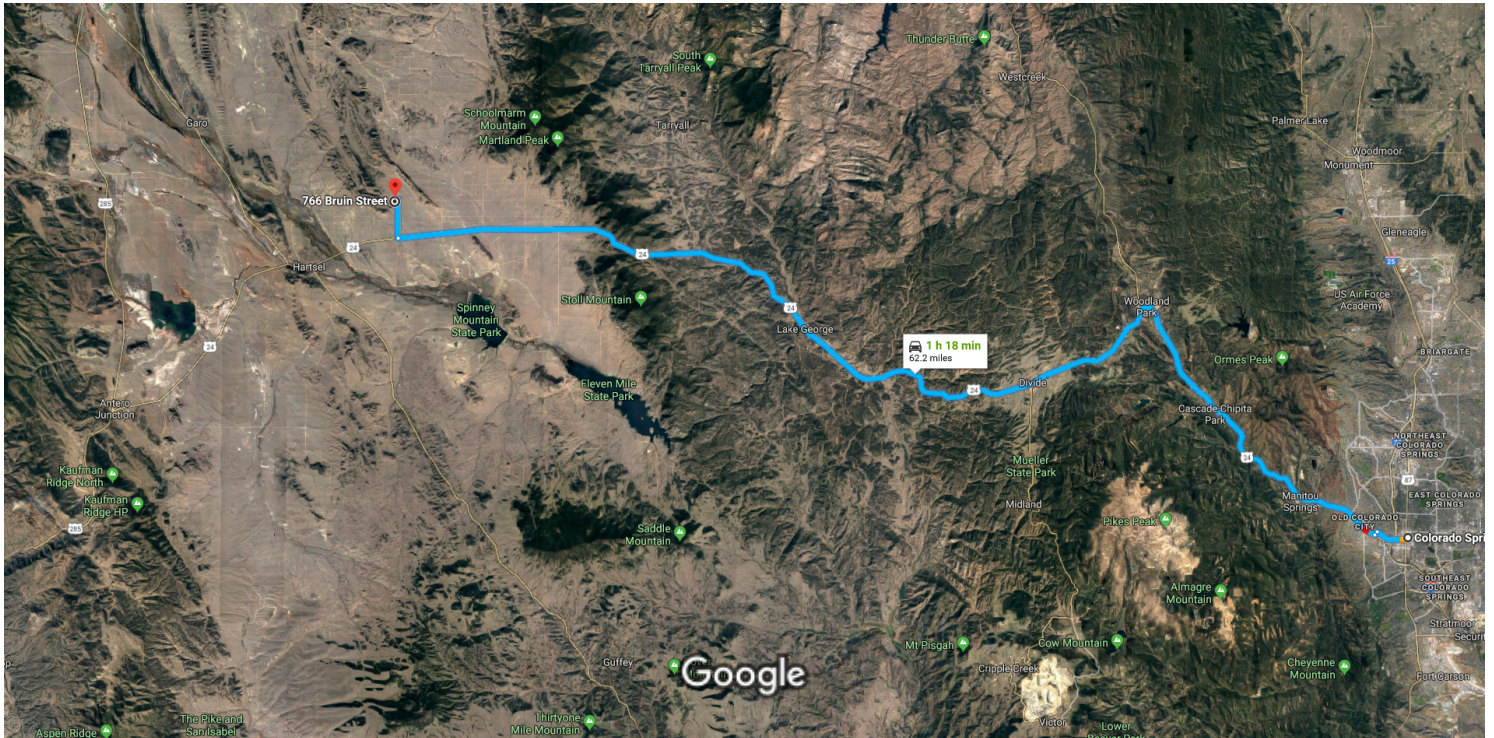 Thunder Butte
South
Tarryall Peak
Westcreek
Schoolmarm
Mountain
Martland Peak
Garo
Tarryall
Palmer Lake
Woodmoor
Monument
285
766 Bruin Street
24
Hartsel
24
Gleneagle
25
Stoll Mountain
US Air Force
Academy
Spinney
Mountain
State Park
24
Lake George
Woodland
Park
24
1 h 18 min
62.2 miles
BRIARGATE
Ormes Peak
Eleven Mile
State Park
24
Divide
Antero
Junction
Cascade-Chipita
Park
NORTHEAST
COLORADO
SPRINGS
24
Kaufman
Ridge North
Mueller
State Park
87
Kaufman
Ridge HP
Midland
Manitou
Springs
EAST COLORADO
SPRINGS
285
Saddle
Mountain
Pikes Peak
OLD COLORADO
CITY
Colorado Spri
SOUTHEAST
COLORADO
SPRINGS
Almagre
Mountain
Stratmoor
Securit
Mt Pisgah
Cow Mountain
Guffey
Google
Cripple Creek
Cheyenne
Mountain
Fort Carson
The Pike and
San Isabel
Thirtyone
Mile Mountain
Victor
Aspen Ridge
Lower